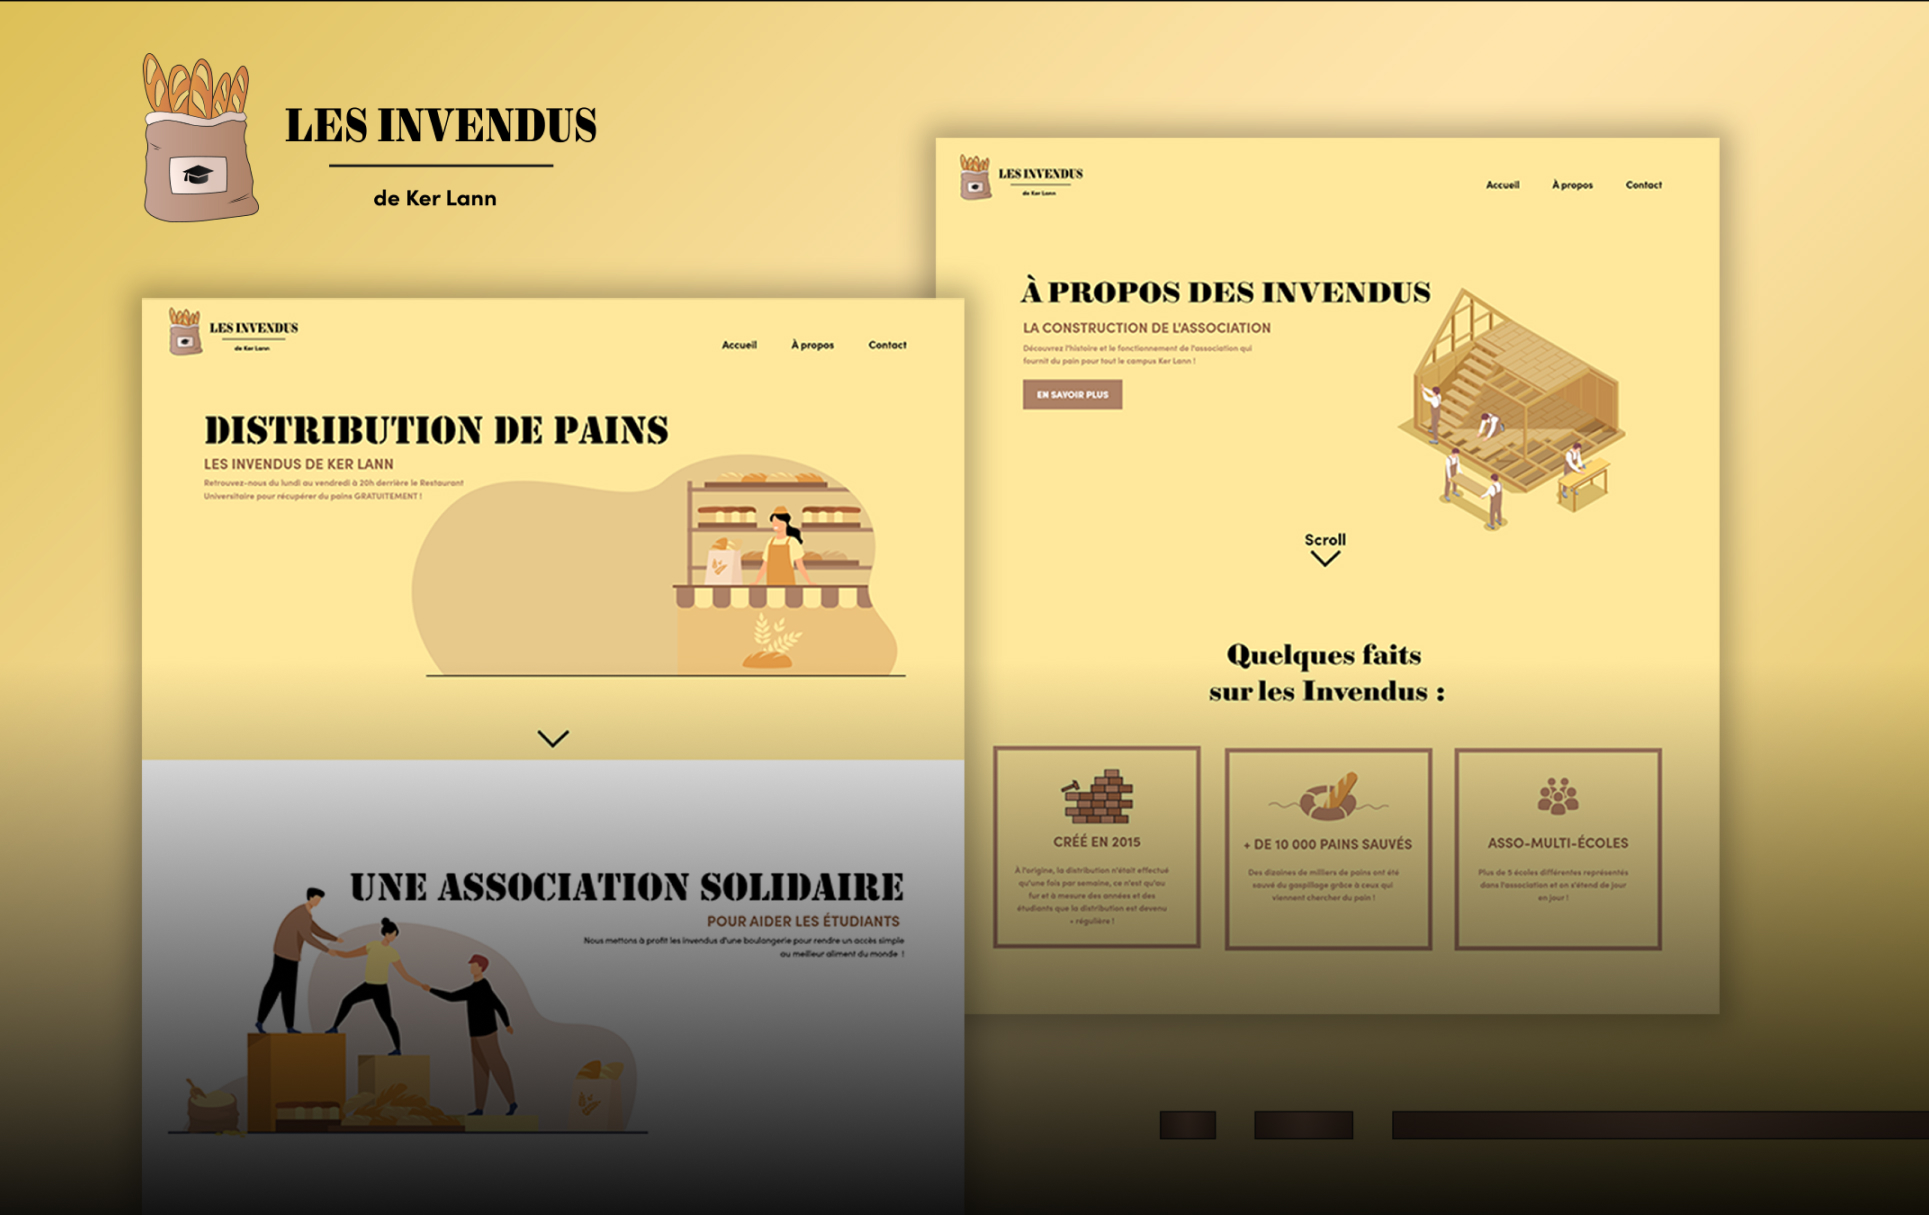 LES INVENDUS
de Ker Lann
LES INVENDUS
de Ker Lann
Accueil
À propos
Contact
DISTRIBUTION DE PAINS
LES INVENDUS DE KER LANN
Retrouvez-nous du lundi au vendredi à 20h derrière le Restaurant
Universitaire pour récupérer du pains GRATUITEMENT !
UNE ASSOCIATION SOLIDAIRE
POUR AIDER LES ÉTUDIANTS
Nous mettons à profit les invendus d'une boulangerie pour rendre un accès simple
au meilleur aliment du monde !
LES INVENDUS
de Ker Lann
Accueil
À propos
Contact
À PROPOS DES INVENDUS
LA CONSTRUCTION DE L'ASSOCIATION
Découvrez l'histoire et le fonctionnement de l'association qui
fournit du pain pour tout le campus Ker Lann !
EN SAVOIR PLUS
Scroll
Quelques faits
sur les Invendus :
CRÉÉ EN 2015
À l'origine, la distribution n'était effectué
qu'une fois par semaine, ce n'est qu'au
fur et à mesure des années et des
étudiants que la distribution est devenu
« régulière !
+ DE 10 000 PAINS SAUVÉS
Des dizaines de milliers de pains ont été
sauvé du gaspillage grâce à ceux qui
viennent chercher du pain !
ASSO-MULTI-ÉCOLES
Plus de 5 écoles différentes représentés
dans l'association et on s'étend de jour
en jour !